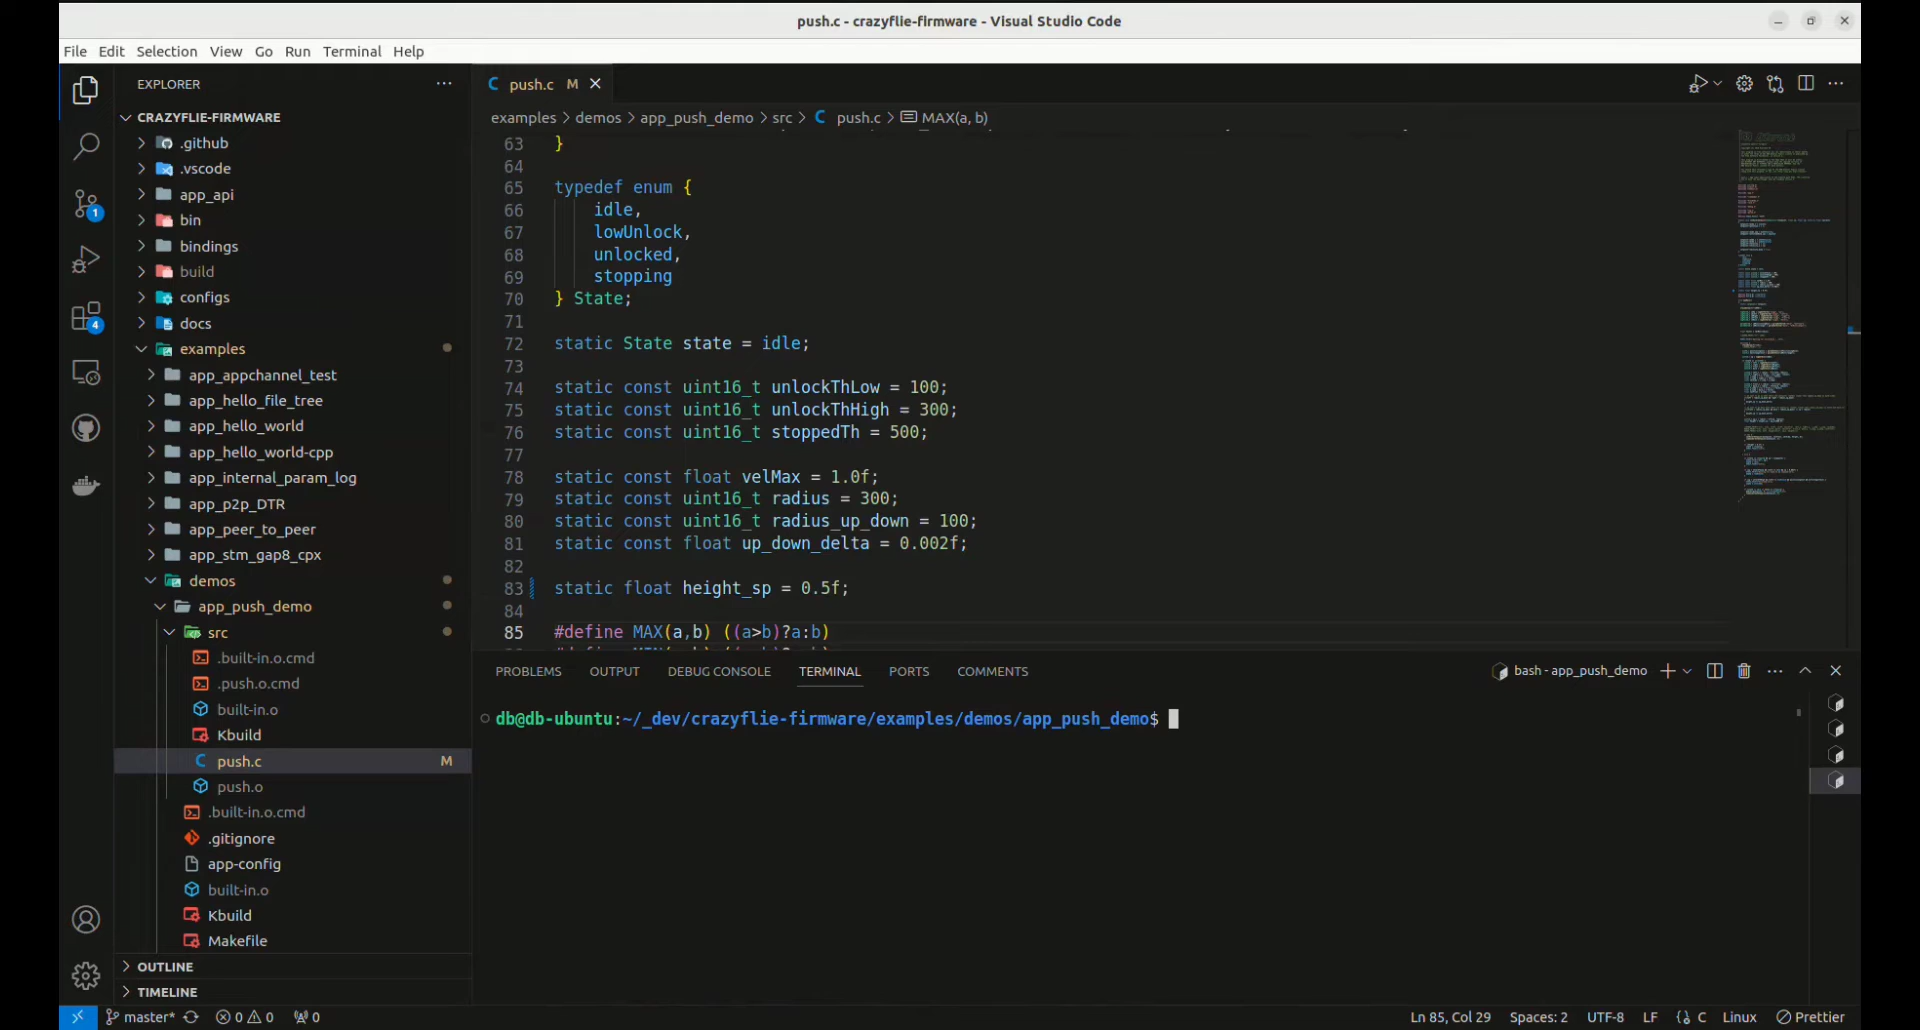 push.c - crazyflie-firmware - Visual Studio Code
File Edit Selection View Go Run Terminal Help
EXPLORER
CRAZYFLIE-FIRMWARE
.github
.vscode
app_api
bin
bindings
build
configs
docs
examples
app_appchannel_test
app_hello_file_tree
app_hello_world
app_hello_world-cpp
app_internal_param_log
app_p2p_DTR
app_peer_to_peer
app_stm_gap8_cpx
demos
app_push_demo
src
.built-in.o.cmd
.push.o.cmd
built-in.o
Kbuild
push.c M
push.o
.built-in.o.cmd
.gitignore
app-config
built-in.o
Kbuild
Makefile
OUTLINE
TIMELINE
1
4
C push.c M
examples > demos > app_push_demo > src > C push.c > MAX(a, b)
63 }
64
65 typedef enum {
66 idle,
67 lowUnlock,
68 unlocked,
69 stopping
70 } State;
71
72 static State state = idle;
73
74 static const uint16_t unlockThLow = 100;
75 static const uint16_t unlockThHigh = 300;
76 static const uint16_t stoppedTh = 500;
77
78 static const float velMax = 1.0f;
79 static const uint16_t radius = 300;
80 static const uint16_t radius_up_down = 100;
81 static const float up_down_delta = 0.002f;
82
83 static float height_sp = 0.5f;
84
85 #define MAX(a,b) ((a>b)?a:b)
PROBLEMS OUTPUT DEBUG CONSOLE TERMINAL PORTS COMMENTS
bash - app_push_demo
db@db-ubuntu:~/_dev/crazyflie-firmware/examples/demos/app_push_demo$
master* 0 0 0
Ln 85, Col 29 Spaces: 2 UTF-8 LF C Linux Prettier